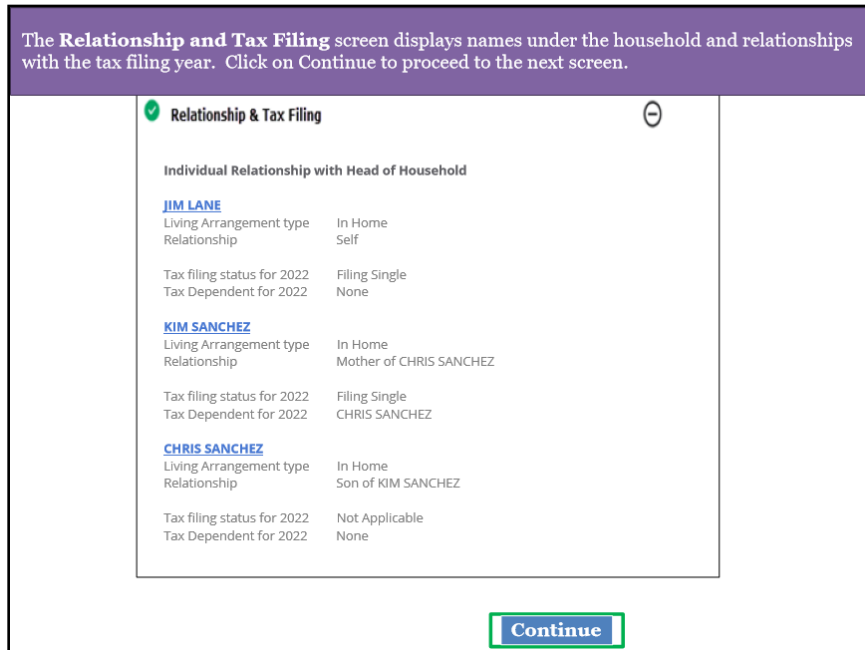 The Relationship and Tax Filing screen displays names under the household and relationships
with the tax filing year.  Click on Continue to proceed to the next screen.
Relationship & Tax Filing
Individual Relationship with Head of Household
JIM LANE
Living Arrangement type In Home
Relationship Self
Tax filing status for 2022 Filing Single
Tax Dependent for 2022 None
KIM SANCHEZ
Living Arrangement type In Home
Relationship Mother of CHRIS SANCHEZ
Tax filing status for 2022 Filing Single
Tax Dependent for 2022 CHRIS SANCHEZ
CHRIS SANCHEZ
Living Arrangement type In Home
Relationship Son of KIM SANCHEZ
Tax filing status for 2022 Not Applicable
Tax Dependent for 2022 None
Continue